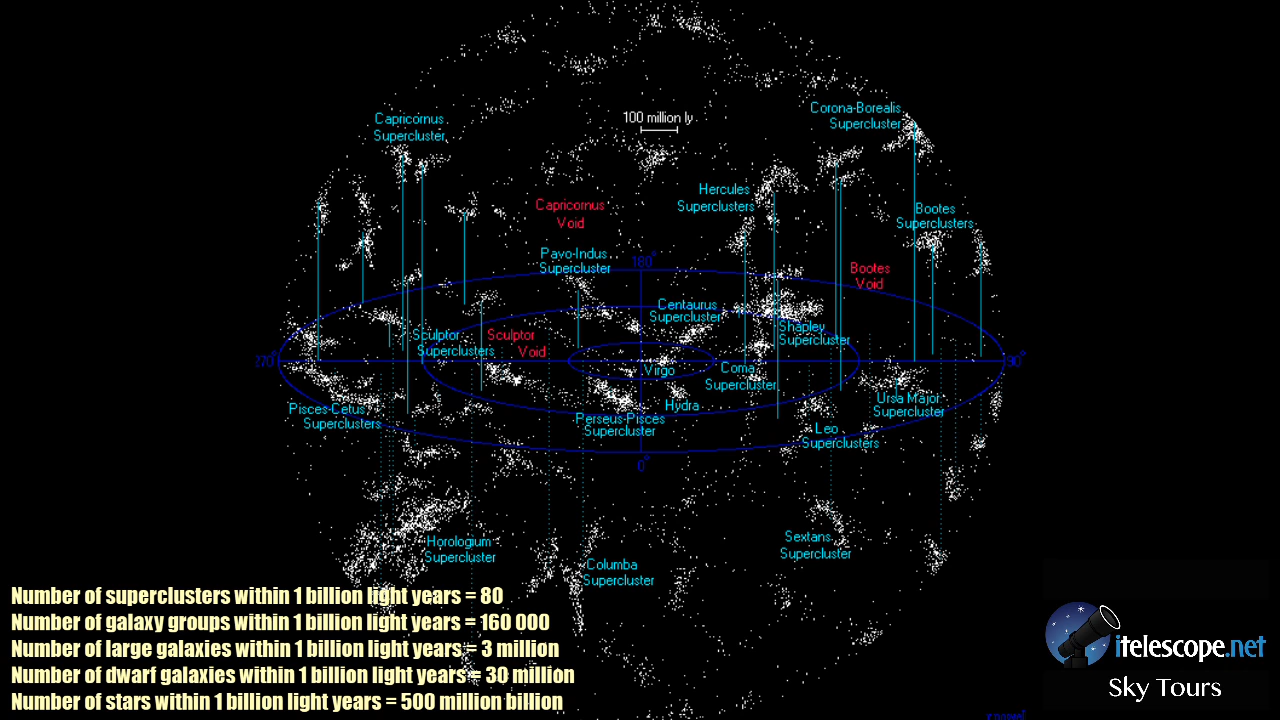 Corona-Borealis
Supercluster
Capricornus
Supercluster
100 million ly
Hercules
Superclusters
Capricornus
Void
Bootes
Superclusters
Pavo-Indus
Supercluster
180°
Bootes
Void
Centaurus
Supercluster
Sculptor
Superclusters
Sculptor
Void
Shapley
Supercluster
270°
90°
Virgo
Coma
Supercluster
Pisces-Cetus
Superclusters
Perseus-Pisces
Supercluster
Hydra
Ursa Major
Supercluster
Leo
Superclusters
0°
Horologium
Supercluster
Sextans
Supercluster
Columba
Supercluster
Number of superclusters within 1 billion light years = 80
Number of galaxy groups within 1 billion light years = 160 000
Number of large galaxies within 1 billion light years = 3 million
Number of dwarf galaxies within 1 billion light years = 30 million
Number of stars within 1 billion light years = 500 million billion
itelescope.net
Sky Tours